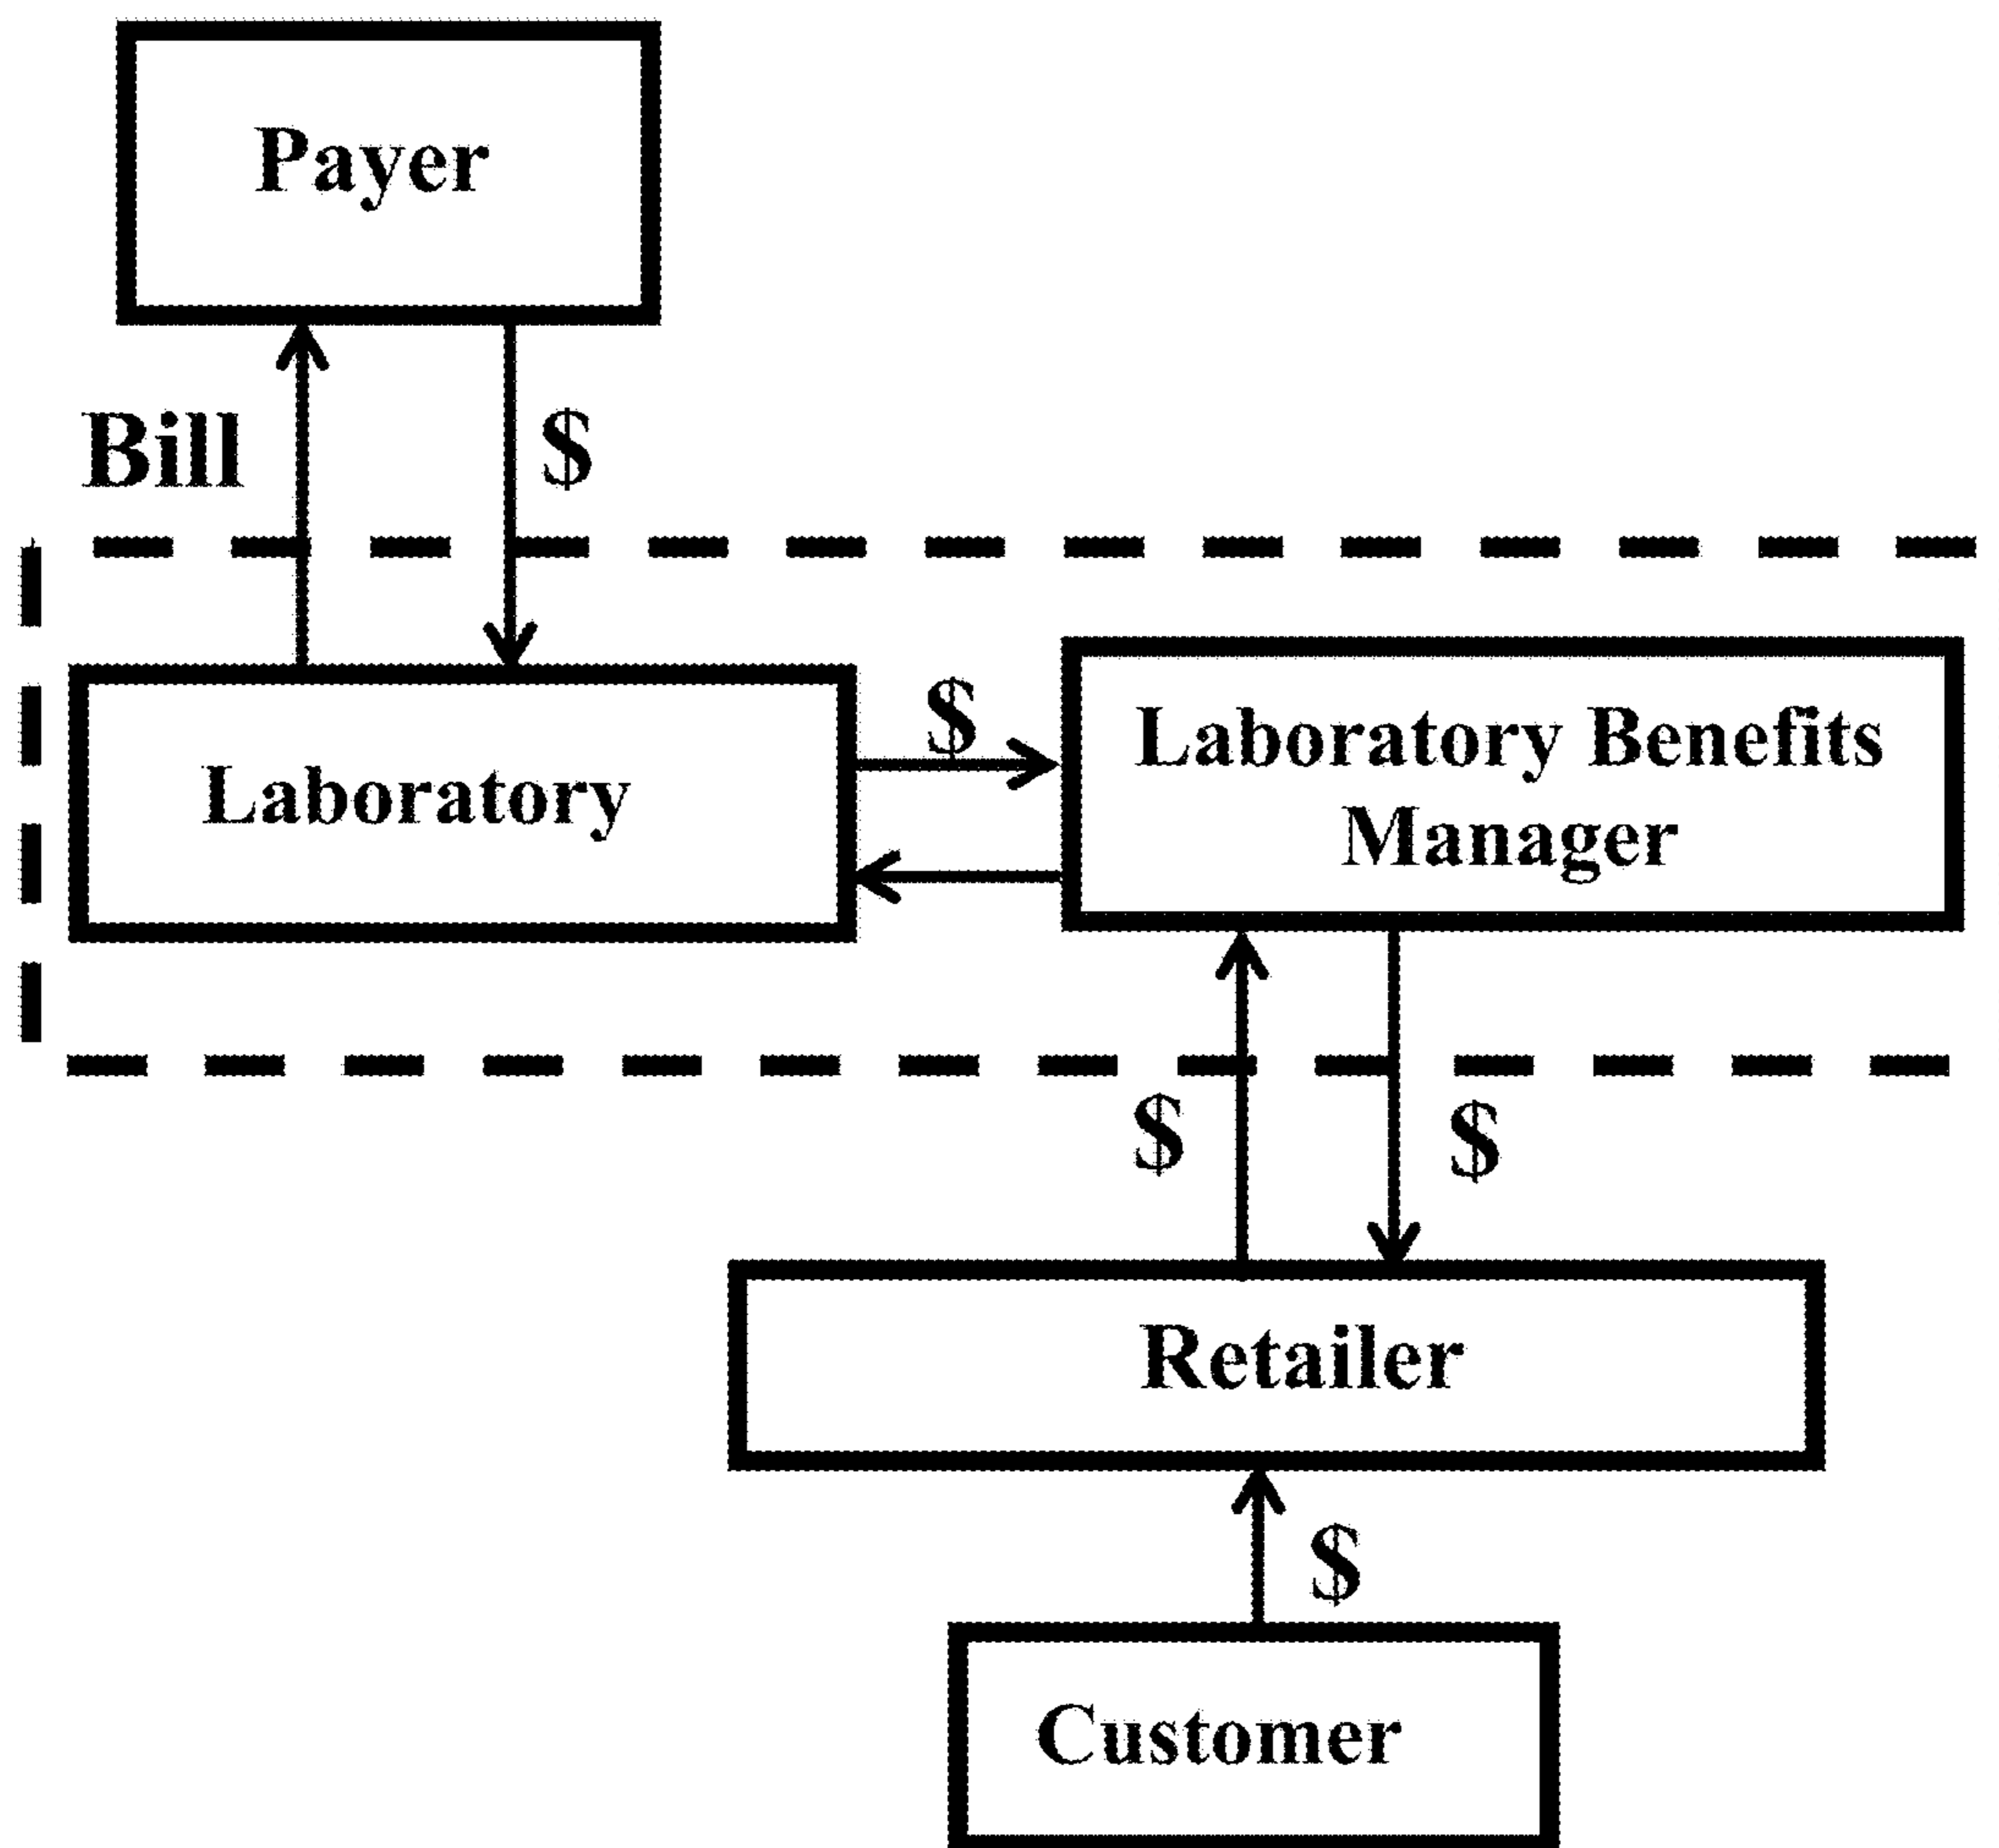 Payer
Bill
$
$
Laboratory
Laboratory Benefits
Manager
$
$
Retailer
$
Customer